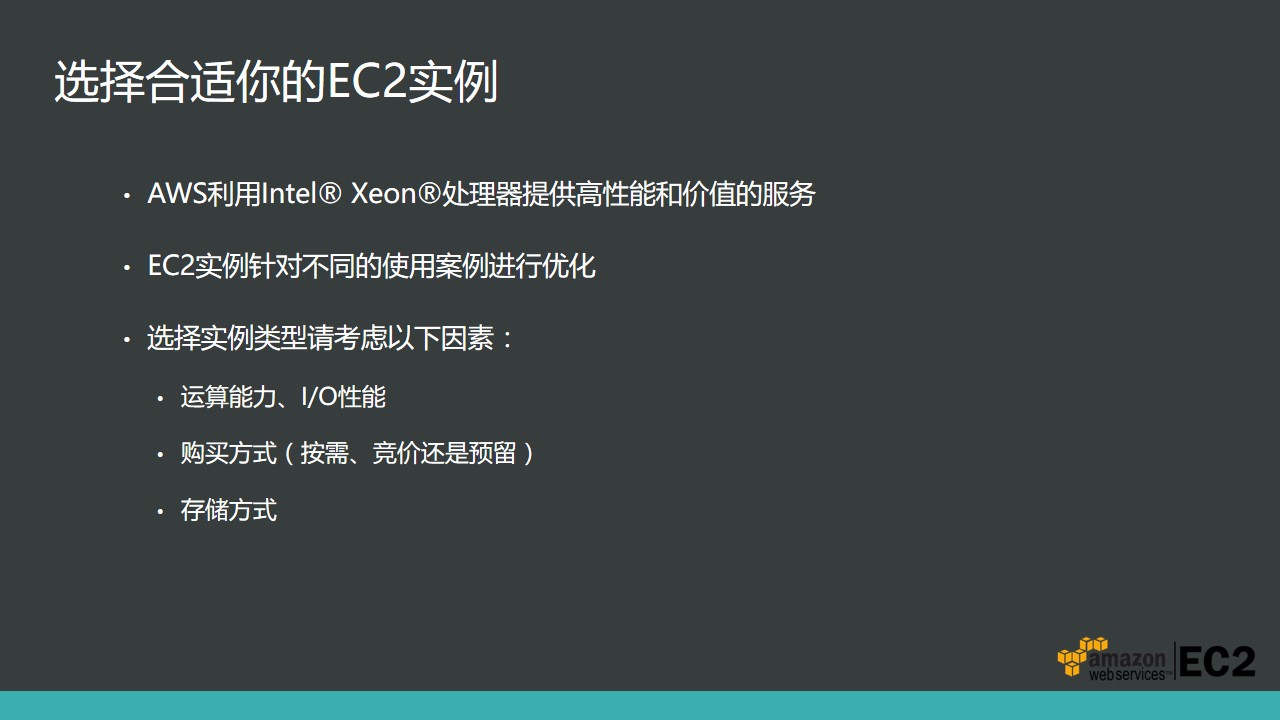 选择合适你的EC2实例
• AWS利用Intel® Xeon®处理器提供高性能和价值的服务
• EC2实例针对不同的使用案例进行优化
• 选择实例类型请考虑以下因素：
• 运算能力、I/O性能
• 购买方式（按需、竞价还是预留）
• 存储方式
amazon
webservices™
EC2